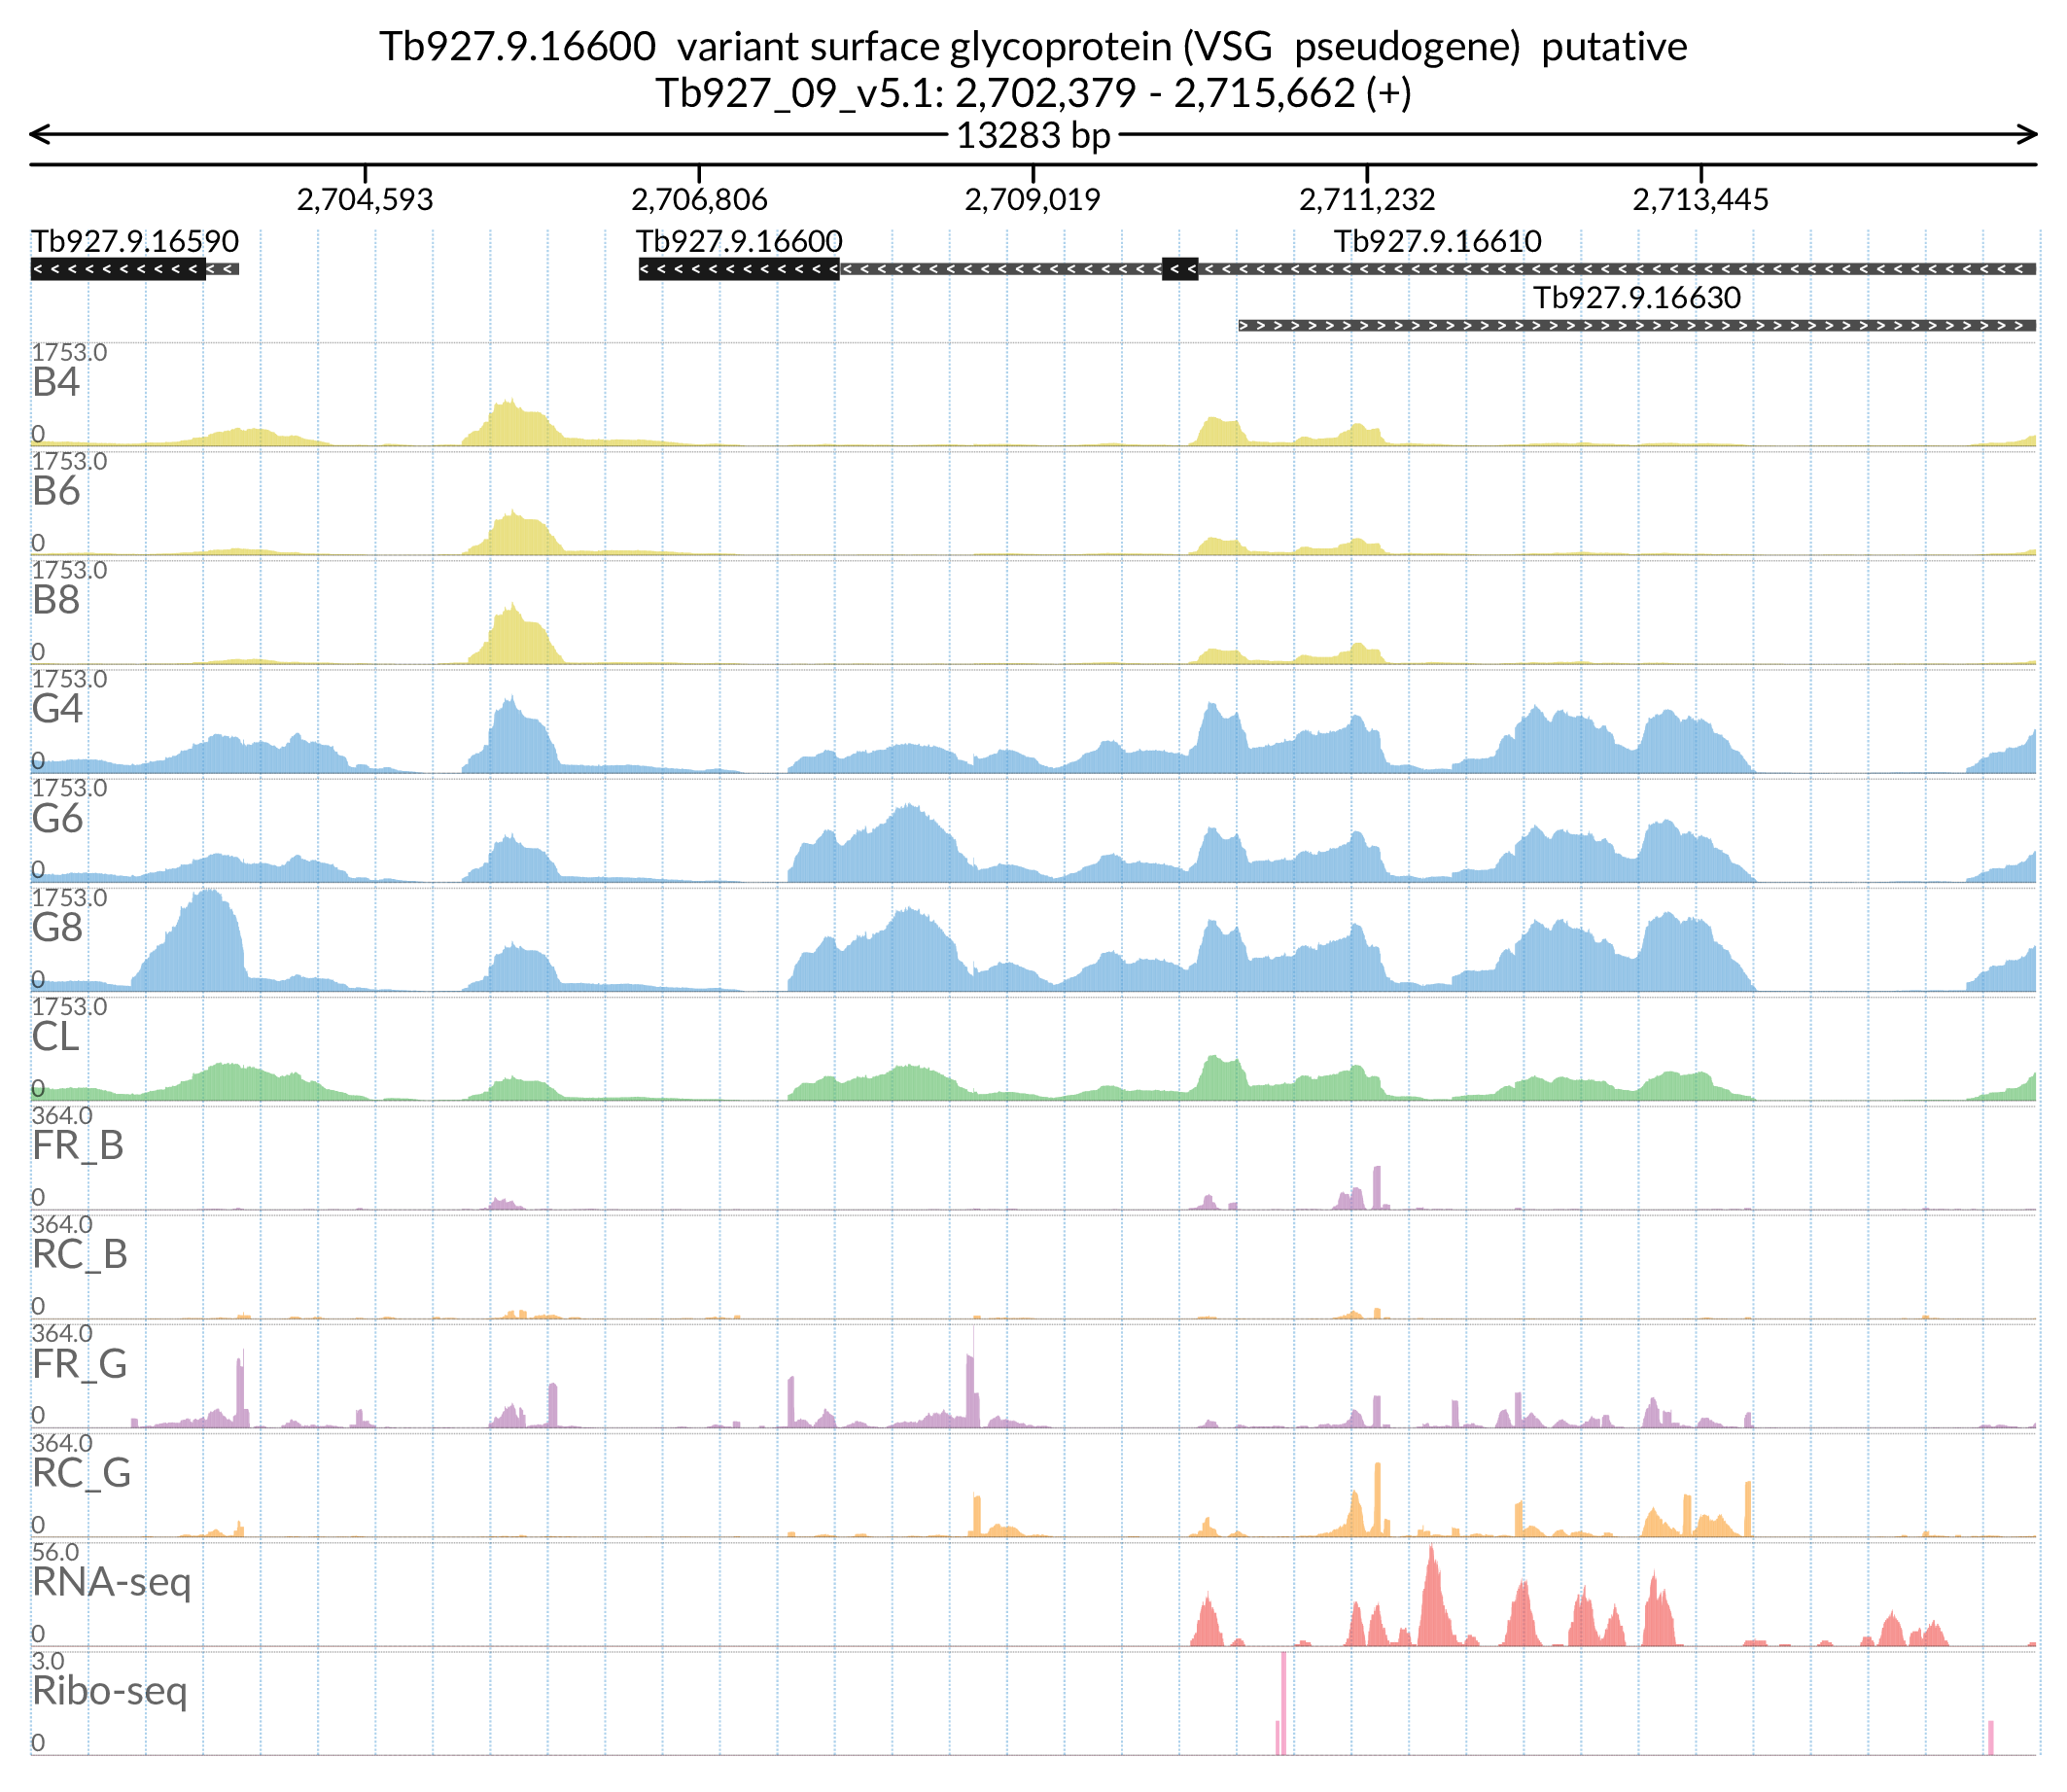 Tb927.9.16600  variant surface glycoprotein (VSG  pseudogene)  putative
Tb927_09_v5.1: 2,702,379 - 2,715,662 (+)
13283 bp
2,704,593 2,706,806 2,709,019 2,711,232 2,713,445
Tb927.9.16590 Tb927.9.16600 Tb927.9.16610
Tb927.9.16630
1753.0
B4
0
1753.0
B6
0
1753.0
B8
0
1753.0
G4
0
1753.0
G6
0
1753.0
G8
0
1753.0
CL
0
364.0
FR_B
0
364.0
RC_B
0
364.0
FR_G
0
364.0
RC_G
0
56.0
RNA-seq
0
3.0
Ribo-seq
0